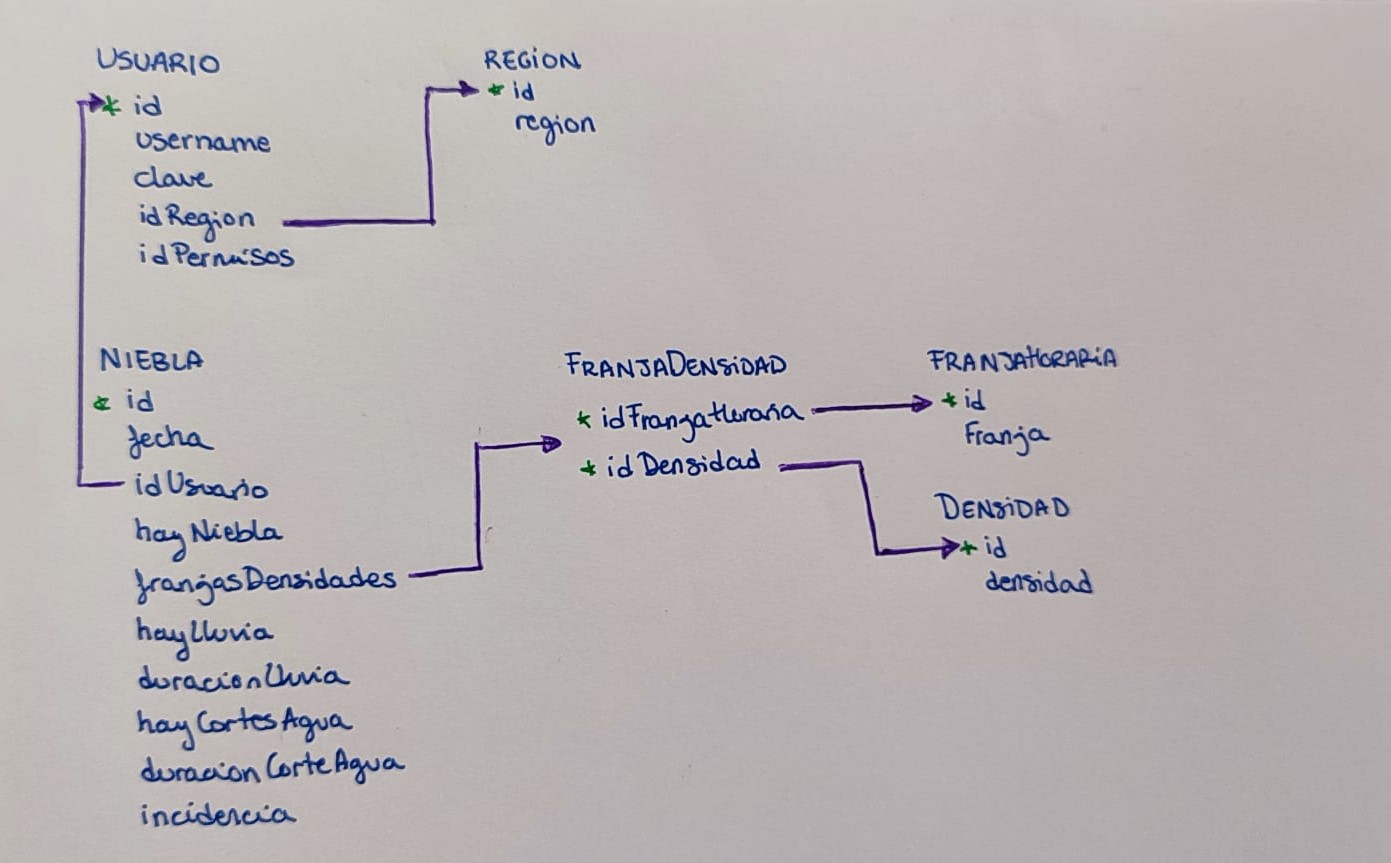 USUARIO
* id
username
clave
idRegion
idPermisos
REGION
* id
region
NIEBLA
* id
fecha
idUsuario
hayNiebla
franjasDensidades
hayLluvia
duracionLluvia
hayCortesAgua
duracionCorteAgua
incidencia
FRANJADENSIDAD
* idFranjaHoraria
* idDensidad
FRANJAHORARIA
* id
Franja
DENSIDAD
* id
densidad